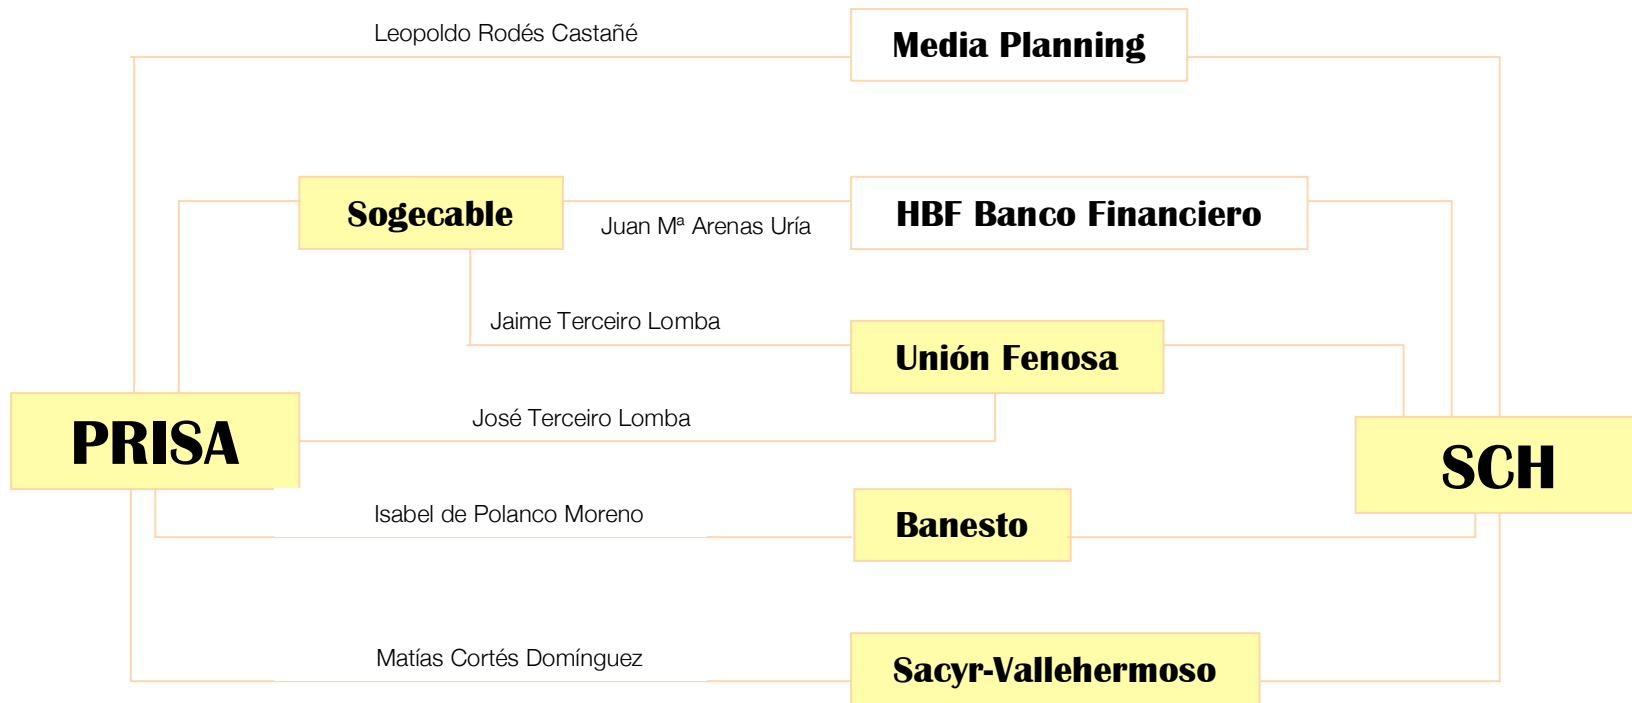 Leopoldo Rodés Castañé
Media Planning
Sogecable
Juan Mª Arenas Uría
HBF Banco Financiero
Jaime Terceiro Lomba
Unión Fenosa
José Terceiro Lomba
PRISA
SCH
Isabel de Polanco Moreno
Banesto
Matías Cortés Domínguez
Sacyr-Vallehermoso